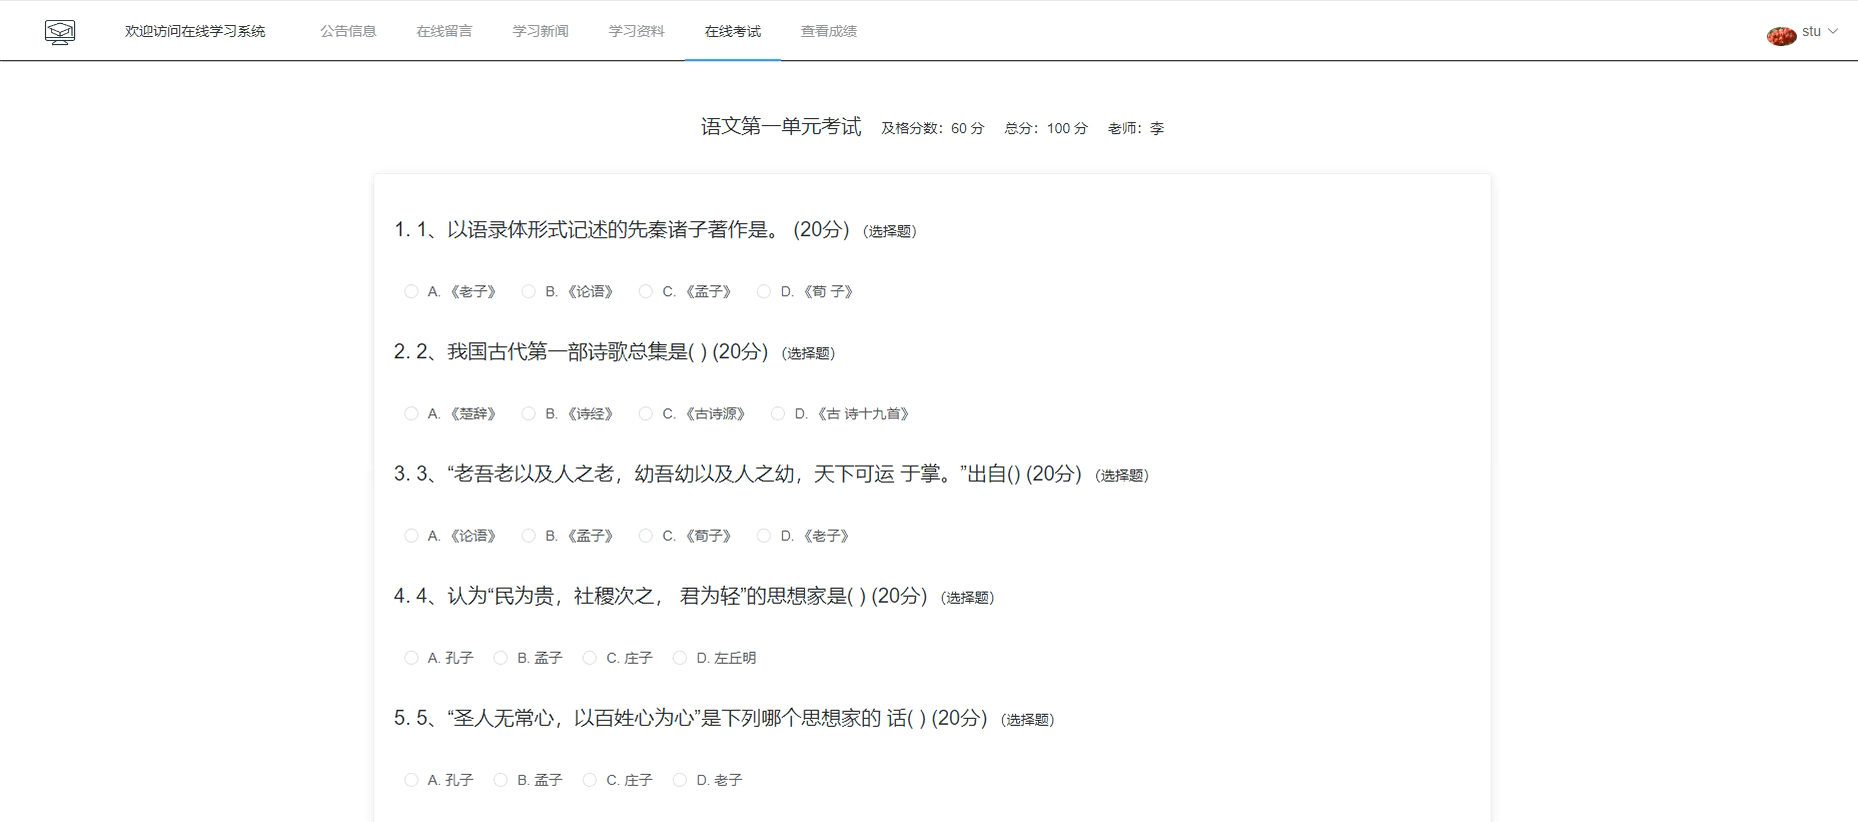 欢迎访问在线学习系统 公告信息 在线留言 学习新闻 学习资料 在线考试 查看成绩 stu
语文第一单元考试 及格分数：60 分 总分：100 分 老师：李
1. 1、以语录体形式记述的先秦诸子著作是。 (20分) （选择题）
A. 《老子》 B. 《论语》 C. 《孟子》 D. 《荀 子》
2. 2、我国古代第一部诗歌总集是( ) (20分) （选择题）
A. 《楚辞》 B. 《诗经》 C. 《古诗源》 D. 《古 诗十九首》
3. 3、“老吾老以及人之老，幼吾幼以及人之幼，天下可运 于掌。”出自() (20分) （选择题）
A. 《论语》 B. 《孟子》 C. 《荀子》 D. 《老子》
4. 4、认为“民为贵，社稷次之， 君为轻”的思想家是( ) (20分) （选择题）
A. 孔子 B. 孟子 C. 庄子 D. 左丘明
5. 5、“圣人无常心，以百姓心为心”是下列哪个思想家的 话( ) (20分) （选择题）
A. 孔子 B. 孟子 C. 庄子 D. 老子